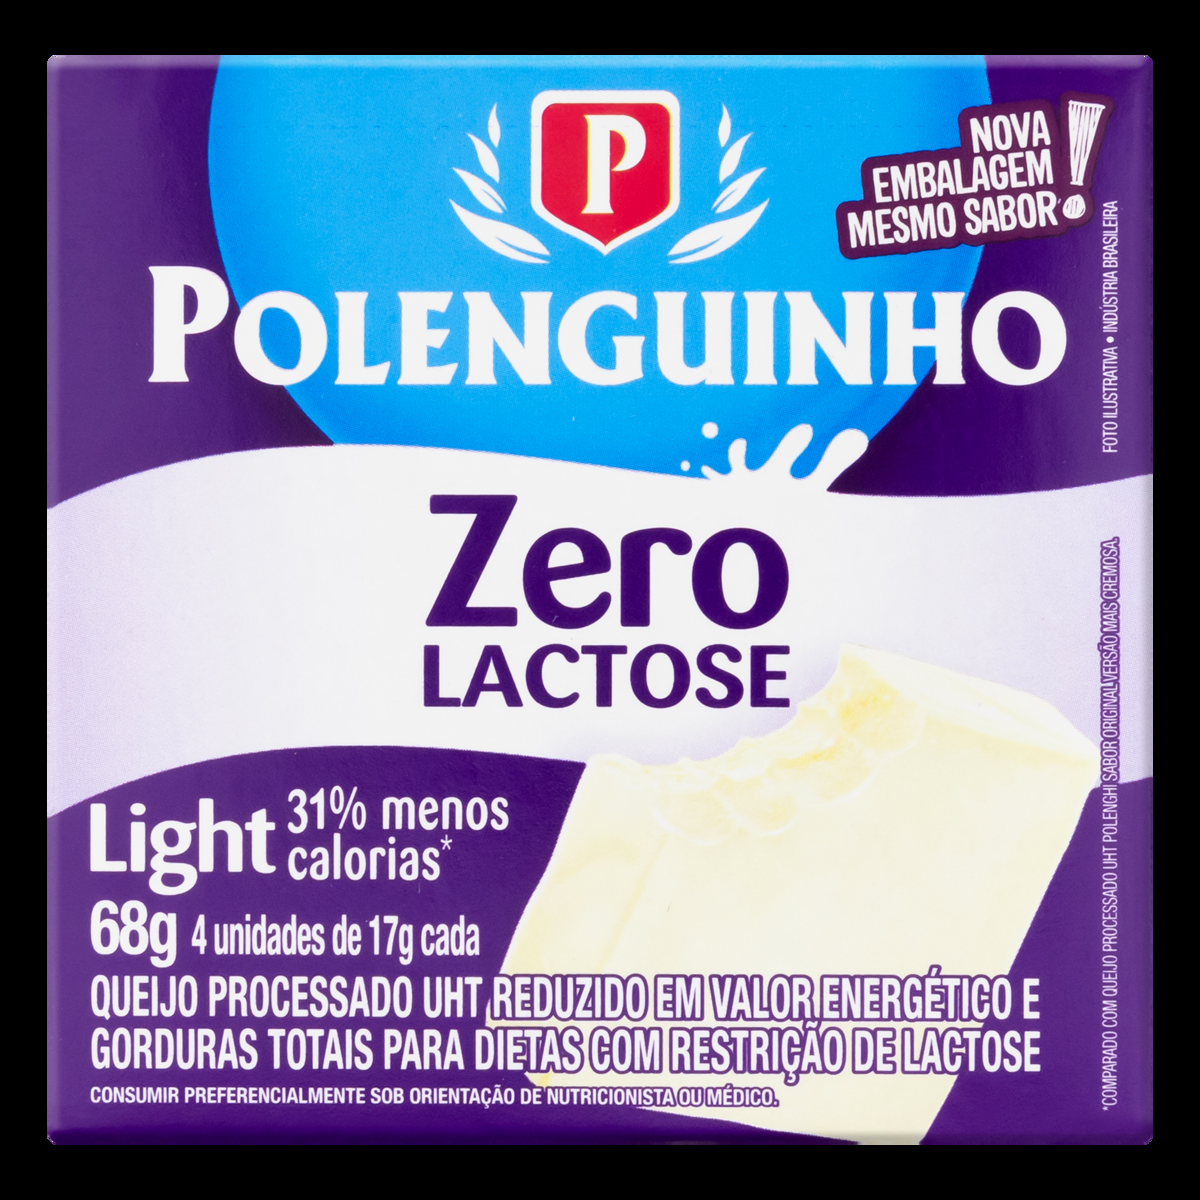 P
NOVA
EMBALAGEM
MESMO SABOR!
POLENGUINHO
FOTO ILUSTRATIVA • INDÚSTRIA BRASILEIRA
Zero
LACTOSE
Light 31% menos
calorias*
68g 4 unidades de 17g cada
QUEIJO PROCESSADO UHT REDUZIDO EM VALOR ENERGÉTICO E
GORDURAS TOTAIS PARA DIETAS COM RESTRIÇÃO DE LACTOSE
CONSUMIR PREFERENCIALMENTE SOB ORIENTAÇÃO DE NUTRICIONISTA OU MÉDICO.
*COMPARADO COM QUEIJO PROCESSADO UHT POLENGHI SABOR ORIGINAL VERSÃO MAIS CREMOSA.